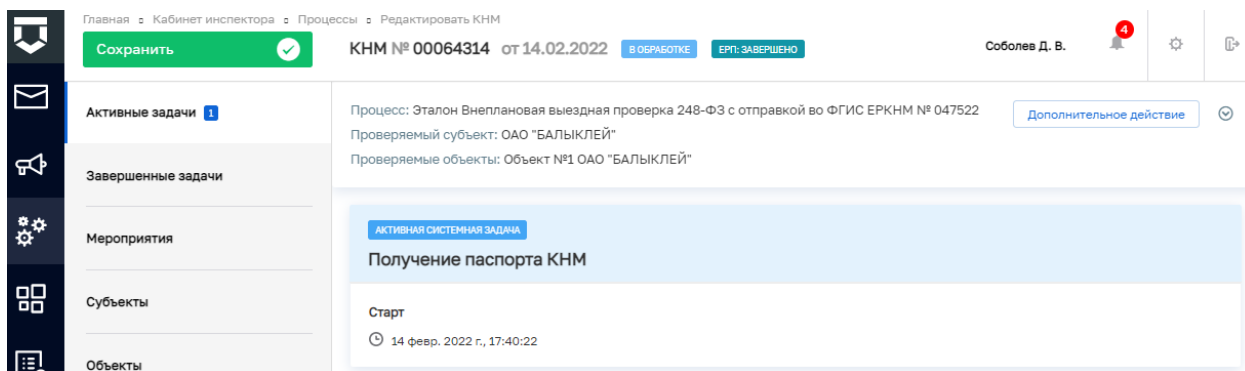 Главная Кабинет инспектора Процессы Редактировать КНМ
Сохранить
КНМ № 00064314 от 14.02.2022 В ОБРАБОТКЕ ЕРП: ЗАВЕРШЕНО
Соболев Д. В.
4
Активные задачи 1
Завершенные задачи
Мероприятия
Субъекты
Объекты
Процесс: Эталон Внеплановая выездная проверка 248-ФЗ с отправкой во ФГИС ЕРКНМ № 047522
Проверяемый субъект: ОАО "БАЛЫКЛЕЙ"
Проверяемые объекты: Объект №1 ОАО "БАЛЫКЛЕЙ"
Дополнительное действие
АКТИВНАЯ СИСТЕМНАЯ ЗАДАЧА
Получение паспорта КНМ
Старт
14 февр. 2022 г., 17:40:22